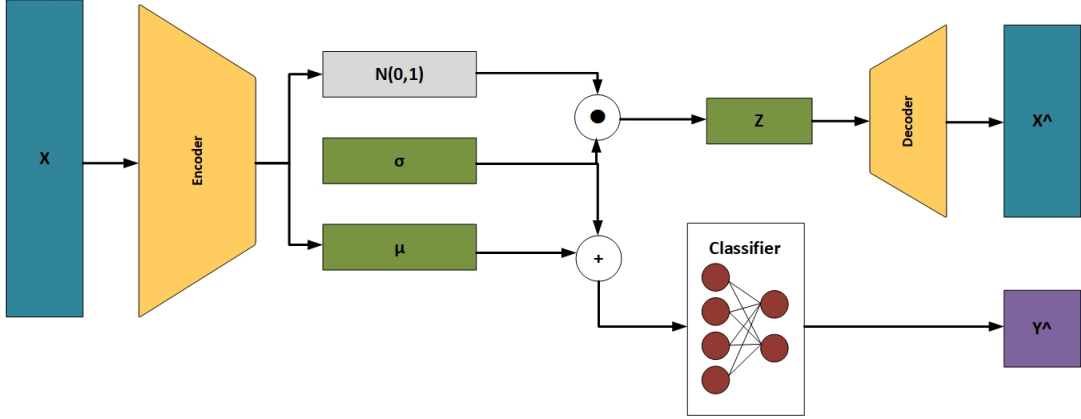 X
Encoder
N(0,1)
σ
μ
●
+
Z
Decoder
X^
Classifier
Y^